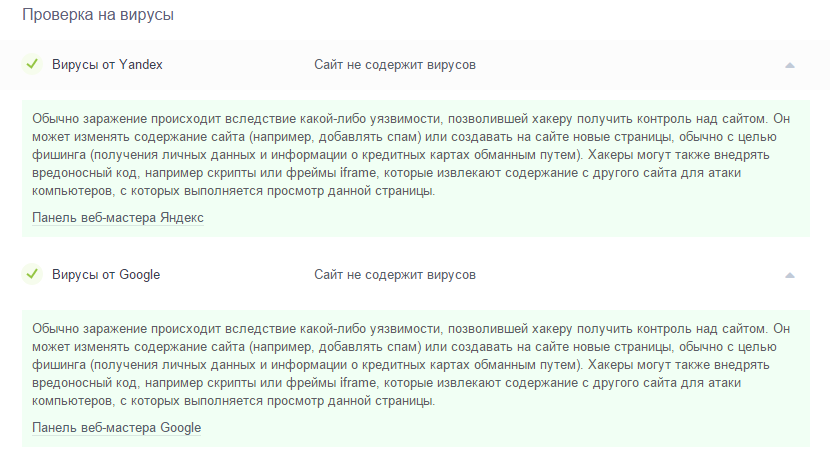 Проверка на вирусы
Вирусы от Yandex Сайт не содержит вирусов
Обычно заражение происходит вследствие какой-либо уязвимости, позволившей хакеру получить контроль над сайтом. Он
может изменять содержание сайта (например, добавлять спам) или создавать на сайте новые страницы, обычно с целью
фишинга (получения личных данных и информации о кредитных картах обманным путем). Хакеры могут также внедрять
вредоносный код, например скрипты или фреймы iframe, которые извлекают содержание с другого сайта для атаки
компьютеров, с которых выполняется просмотр данной страницы.
Панель веб-мастера Яндекс
Вирусы от Google Сайт не содержит вирусов
Обычно заражение происходит вследствие какой-либо уязвимости, позволившей хакеру получить контроль над сайтом. Он
может изменять содержание сайта (например, добавлять спам) или создавать на сайте новые страницы, обычно с целью
фишинга (получения личных данных и информации о кредитных картах обманным путем). Хакеры могут также внедрять
вредоносный код, например скрипты или фреймы iframe, которые извлекают содержание с другого сайта для атаки
компьютеров, с которых выполняется просмотр данной страницы.
Панель веб-мастера Google